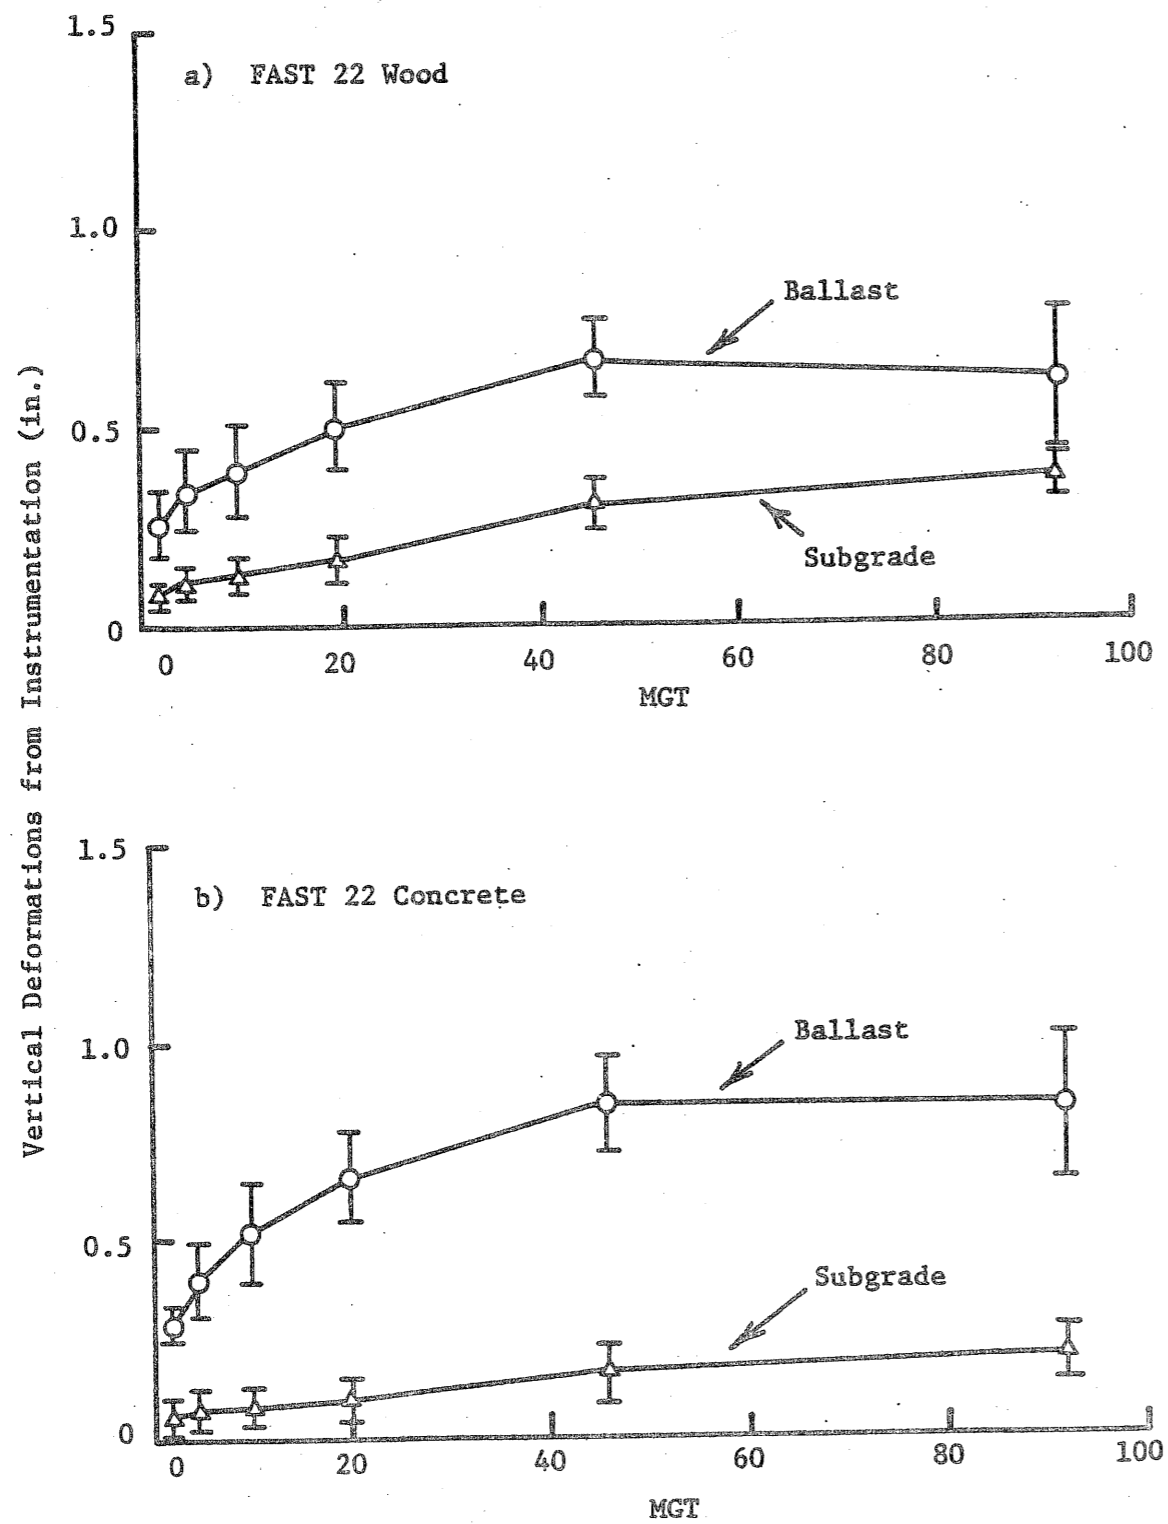 Vertical Deformations from Instrumentation (in.)
1.5
a) FAST 22 Wood
1.0
Ballast
0.5
Subgrade
0
0 20 40 60 80 100
MGT
1.5
b) FAST 22 Concrete
1.0
Ballast
0.5
Subgrade
0
0 20 40 60 80 100
MGT